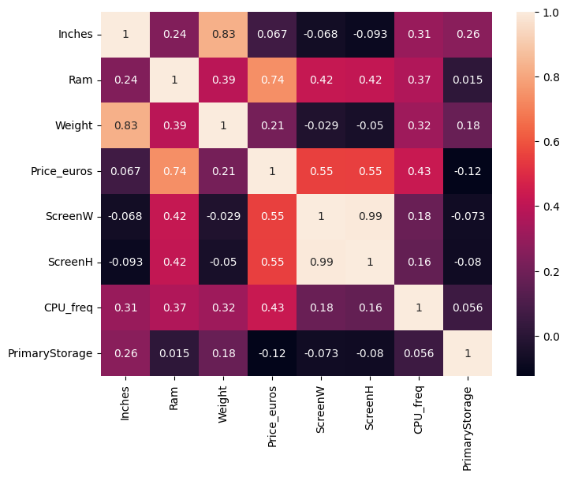 Inches 1 0.24 0.83 0.067 -0.068 -0.093 0.31 0.26
Ram 0.24 1 0.39 0.74 0.42 0.42 0.37 0.015
Weight 0.83 0.39 1 0.21 -0.029 -0.05 0.32 0.18
Price_euros 0.067 0.74 0.21 1 0.55 0.55 0.43 -0.12
ScreenW -0.068 0.42 -0.029 0.55 1 0.99 0.18 -0.073
ScreenH -0.093 0.42 -0.05 0.55 0.99 1 0.16 -0.08
CPU_freq 0.31 0.37 0.32 0.43 0.18 0.16 1 0.056
PrimaryStorage 0.26 0.015 0.18 -0.12 -0.073 -0.08 0.056 1
Inches
Ram
Weight
Price_euros
ScreenW
ScreenH
CPU_freq
PrimaryStorage
1.0
0.8
0.6
0.4
0.2
0.0